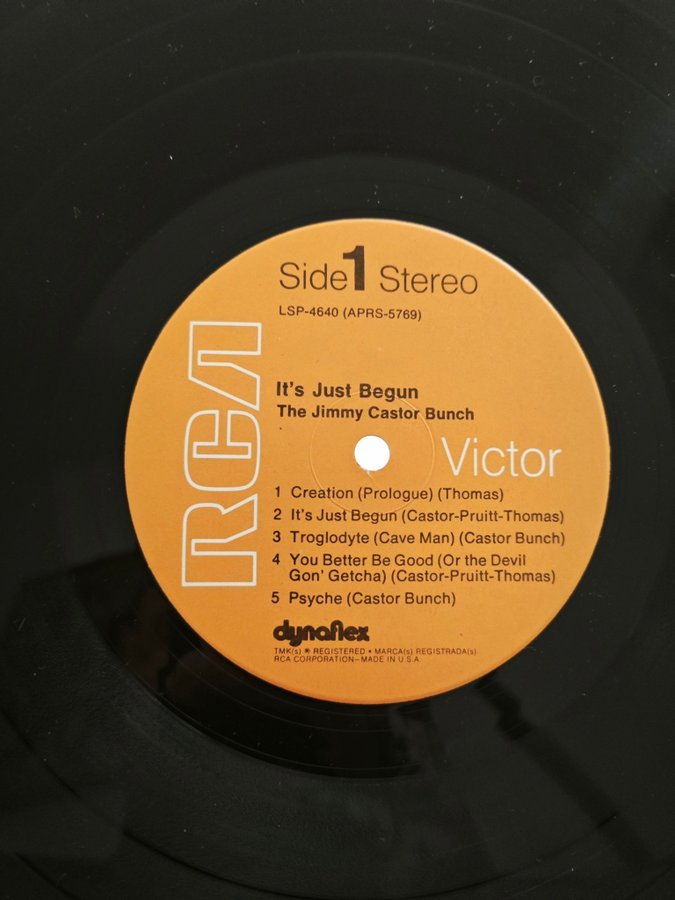 Side 1 Stereo
LSP-4640 (APRS-5769)
RCA
It's Just Begun
The Jimmy Castor Bunch
Victor
1 Creation (Prologue) (Thomas)
2 It's Just Begun (Castor-Pruitt-Thomas)
3 Troglodyte (Cave Man) (Castor Bunch)
4 You Better Be Good (Or the Devil
Gon' Getcha) (Castor-Pruitt-Thomas)
5 Psyche (Castor Bunch)
dynaflex
TMK(s) ® REGISTERED • MARCA(s) REGISTRADA(s)
RCA CORPORATION—MADE IN U.S.A.